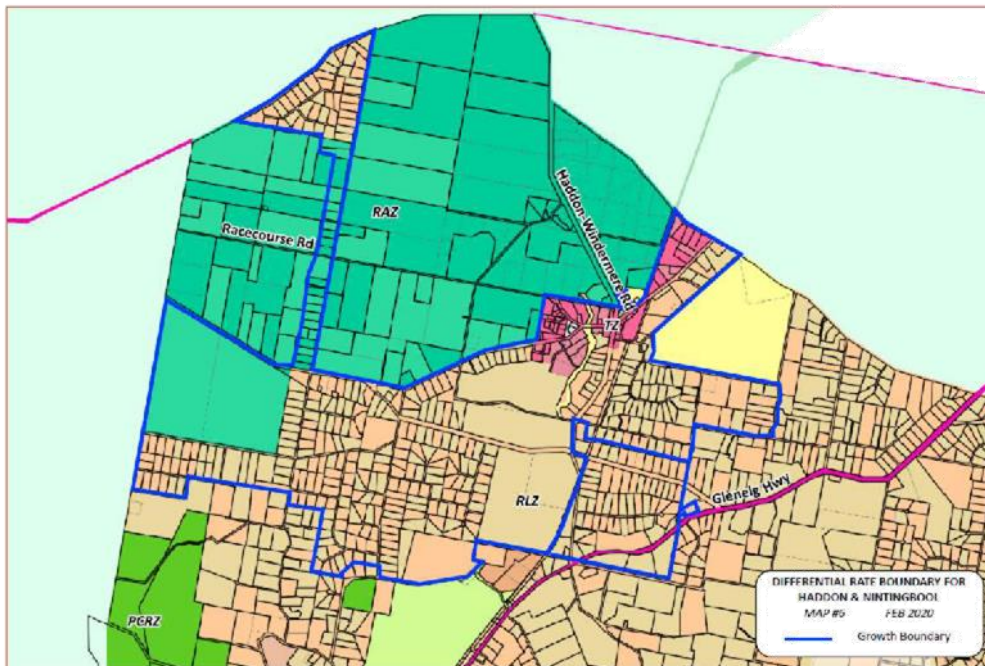 RAZ
Racecourse Rd
Haddon-Windermere Rd
TZ
RLZ
Glenelg Hwy
PCRZ
DIFFERENTIAL RATE BOUNDARY FOR
HADDON & NINTINGBOOL
MAP #6 FEB 2020
Growth Boundary